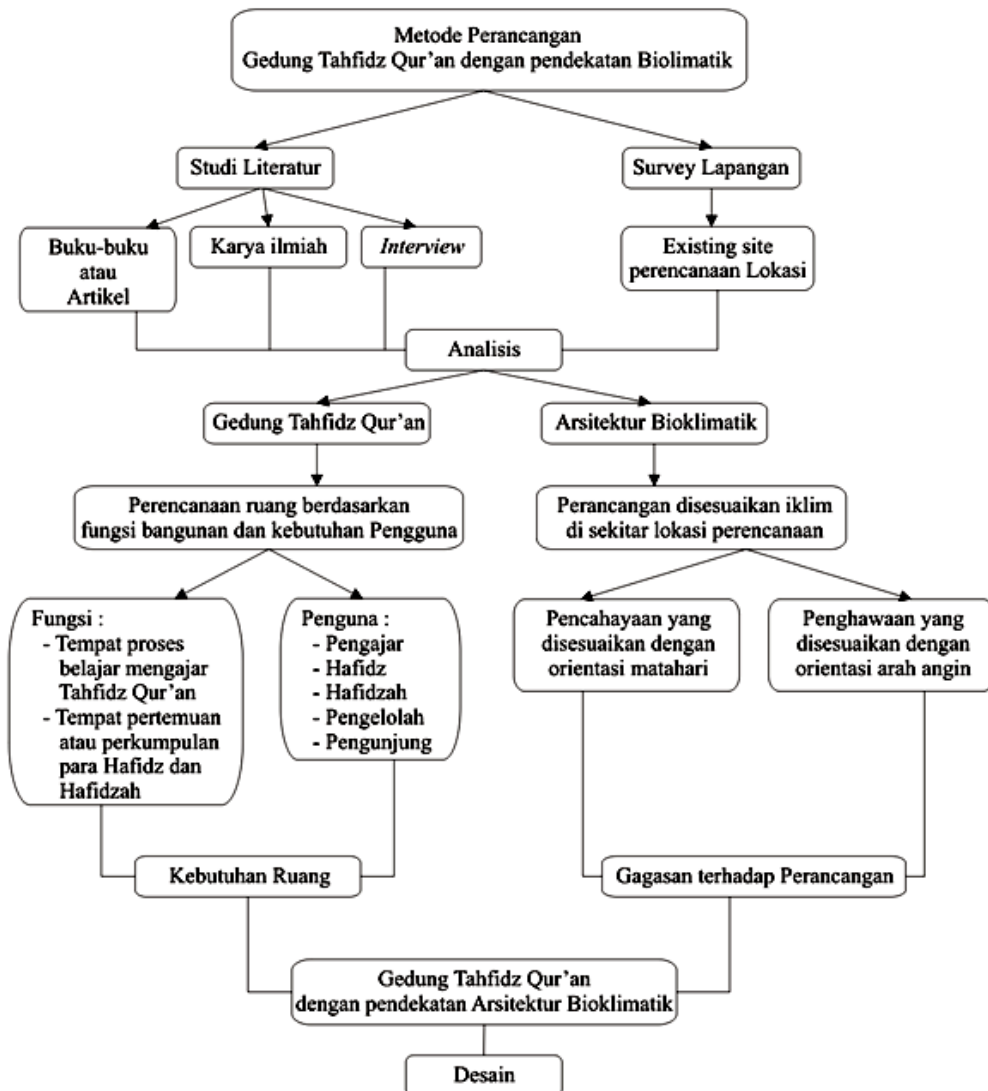 Metode Perancangan
Gedung Tahfidz Qur'an dengan pendekatan Biolimatik
Studi Literatur
Survey Lapangan
Buku-buku
atau
Artikel
Karya ilmiah
Interview
Existing site
perencanaan Lokasi
Analisis
Gedung Tahfidz Qur'an
Arsitektur Bioklimatik
Perencanaan ruang berdasarkan
fungsi bangunan dan kebutuhan Pengguna
Perancangan disesuaikan iklim
di sekitar lokasi perencanaan
Fungsi :
- Tempat proses
belajar mengajar
Tahfidz Qur'an
- Tempat pertemuan
atau perkumpulan
para Hafidz dan
Hafidzah
Penguna :
- Pengajar
- Hafidz
- Hafidzah
- Pengelolah
- Pengunjung
Pencahayaan yang
disesuaikan dengan
orientasi matahari
Penghawaan yang
disesuaikan dengan
orientasi arah angin
Kebutuhan Ruang
Gagasan terhadap Perancangan
Gedung Tahfidz Qur'an
dengan pendekatan Arsitektur Bioklimatik
Desain